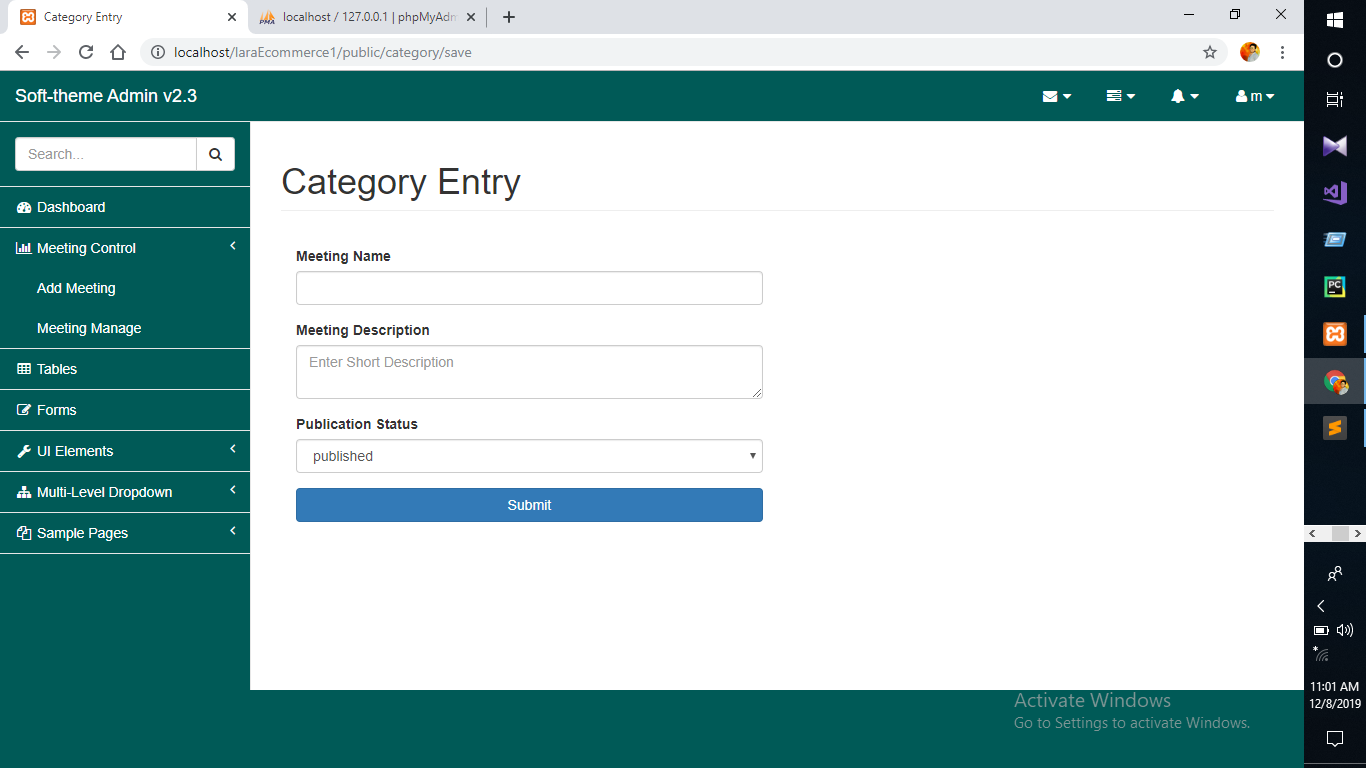 Category Entry
localhost / 127.0.0.1 | phpMyAdm
localhost/laraEcommerce1/public/category/save
Soft-theme Admin v2.3
m
Search...
Dashboard
Meeting Control
Add Meeting
Meeting Manage
Tables
Forms
UI Elements
Multi-Level Dropdown
Sample Pages
Category Entry
Meeting Name
Meeting Description
Enter Short Description
Publication Status
published
Submit
Activate Windows
Go to Settings to activate Windows.
PC
11:01 AM
12/8/2019